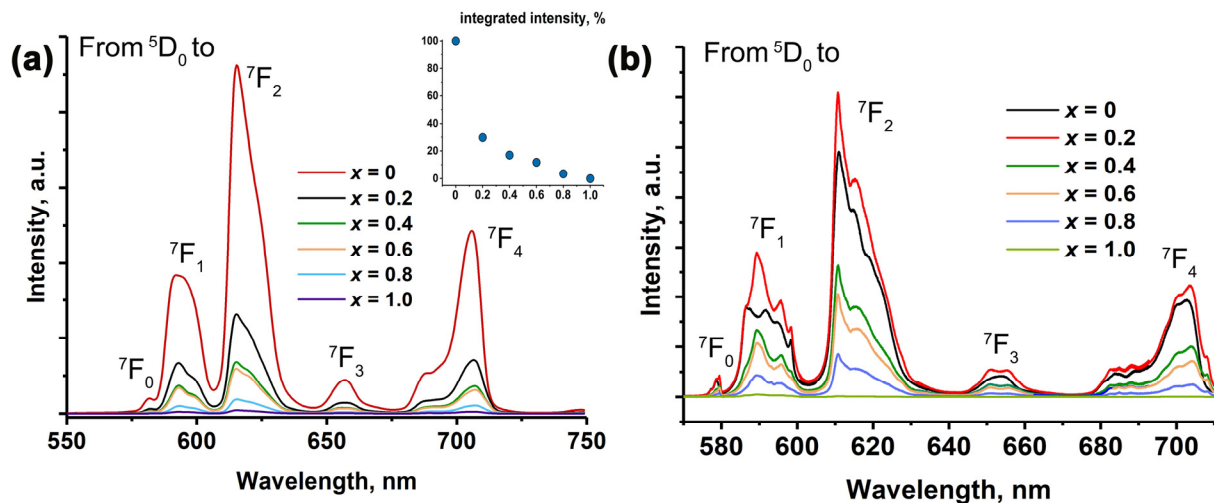 (a)
From ⁵D₀ to
⁷F₀
⁷F₁
⁷F₂
⁷F₃
⁷F₄
x = 0
x = 0.2
x = 0.4
x = 0.6
x = 0.8
x = 1.0
integrated intensity, %
100
80
60
40
20
0
0 0.2 0.4 0.6 0.8 1.0
Intensity, a.u.
550 600 650 700 750
Wavelength, nm
(b)
From ⁵D₀ to
⁷F₀
⁷F₁
⁷F₂
⁷F₃
⁷F₄
x = 0
x = 0.2
x = 0.4
x = 0.6
x = 0.8
x = 1.0
Intensity, a.u.
580 600 620 640 660 680 700
Wavelength, nm